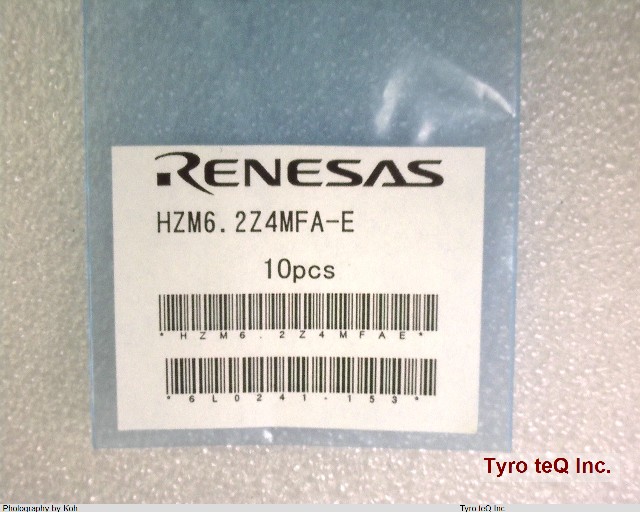 RENESAS
HZM6.2Z4MFA-E
10pcs
*HZM6.2Z4MFAE*
*6L0241-153*
Tyro teQ Inc.
Photography by Koh
Tyro teQ Inc